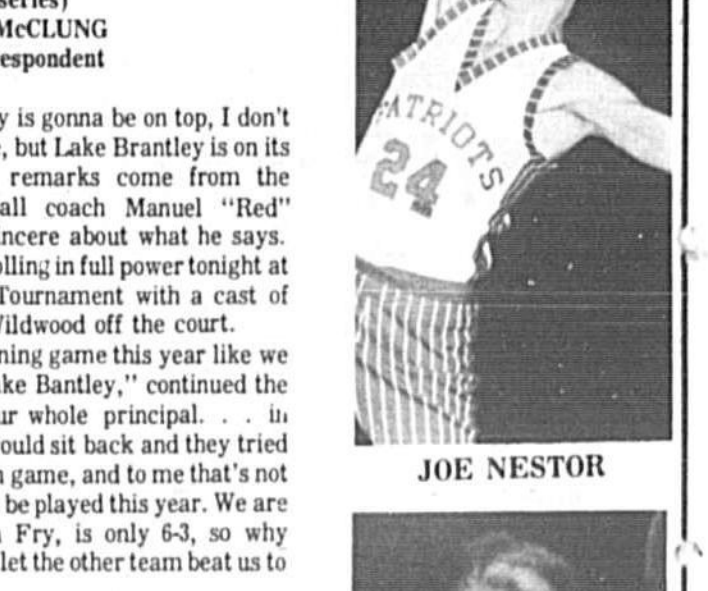 series)
McCLUNG
espondent
y is gonna be on top, I don't
, but Lake Brantley is on its
remarks come from the
all coach Manuel "Red"
ncere about what he says.
olling in full power tonight at
Tournament with a cast of
Wildwood off the court.
ning game this year like we
ke Bantley," continued the
ur whole principal. . . in
ould sit back and they tried
n game, and to me that's not
be played this year. We are
Fry, is only 6-3, so why
let the other team beat us to
PATRIOTS
24
JOE NESTOR